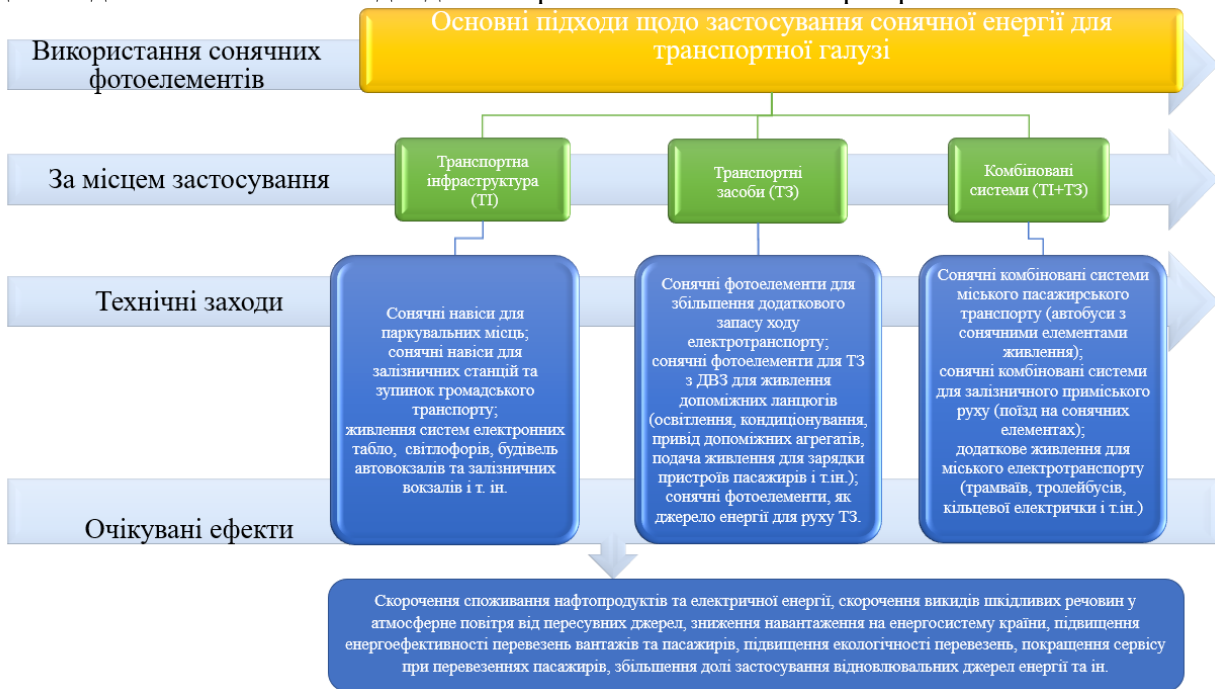 Основні підходи щодо застосування сонячної енергії для
транспортної галузі
Використання сонячних
фотоелементів
За місцем застосування
Транспортна
інфраструктура
(ТІ)
Транспортні
засоби (ТЗ)
Комбіновані
системи (ТІ+ТЗ)
Технічні заходи
Сонячні навіси для
паркувальних місць;
сонячні навіси для
залізничних станцій та
зупинок громадського
транспорту;
живлення систем електронних
табло, світлофорів, будівель
автовокзалів та залізничних
вокзалів і т. ін.
Сонячні фотоелементи для
збільшення додаткового
запасу ходу
електротранспорту;
сонячні фотоелементи для ТЗ
з ДВЗ для живлення
допоміжних ланцюгів
(освітлення, кондиціонування,
привід допоміжних агрегатів,
подача живлення для зарядки
пристроїв пасажирів і т.ін.);
сонячні фотоелементи, як
джерело енергії для руху ТЗ.
Сонячні комбіновані системи
міського пасажирського
транспорту (автобуси з
сонячними елементами
живлення);
сонячні комбіновані системи
для залізничного приміського
руху (поїзд на сонячних
елементах);
додаткове живлення для
міського електротранспорту
(трамваїв, тролейбусів,
кільцевої електрички і т.ін.)
Очікувані ефекти
Скорочення споживання нафтопродуктів та електричної енергії, скорочення викидів шкідливих речовин у
атмосферне повітря від пересувних джерел, зниження навантаження на енергосистему країни, підвищення
енергоефективності перевезень вантажів та пасажирів, підвищення екологічності перевезень, покращення сервісу
при перевезеннях пасажирів, збільшення долі застосування відновлювальних джерел енергії та ін.